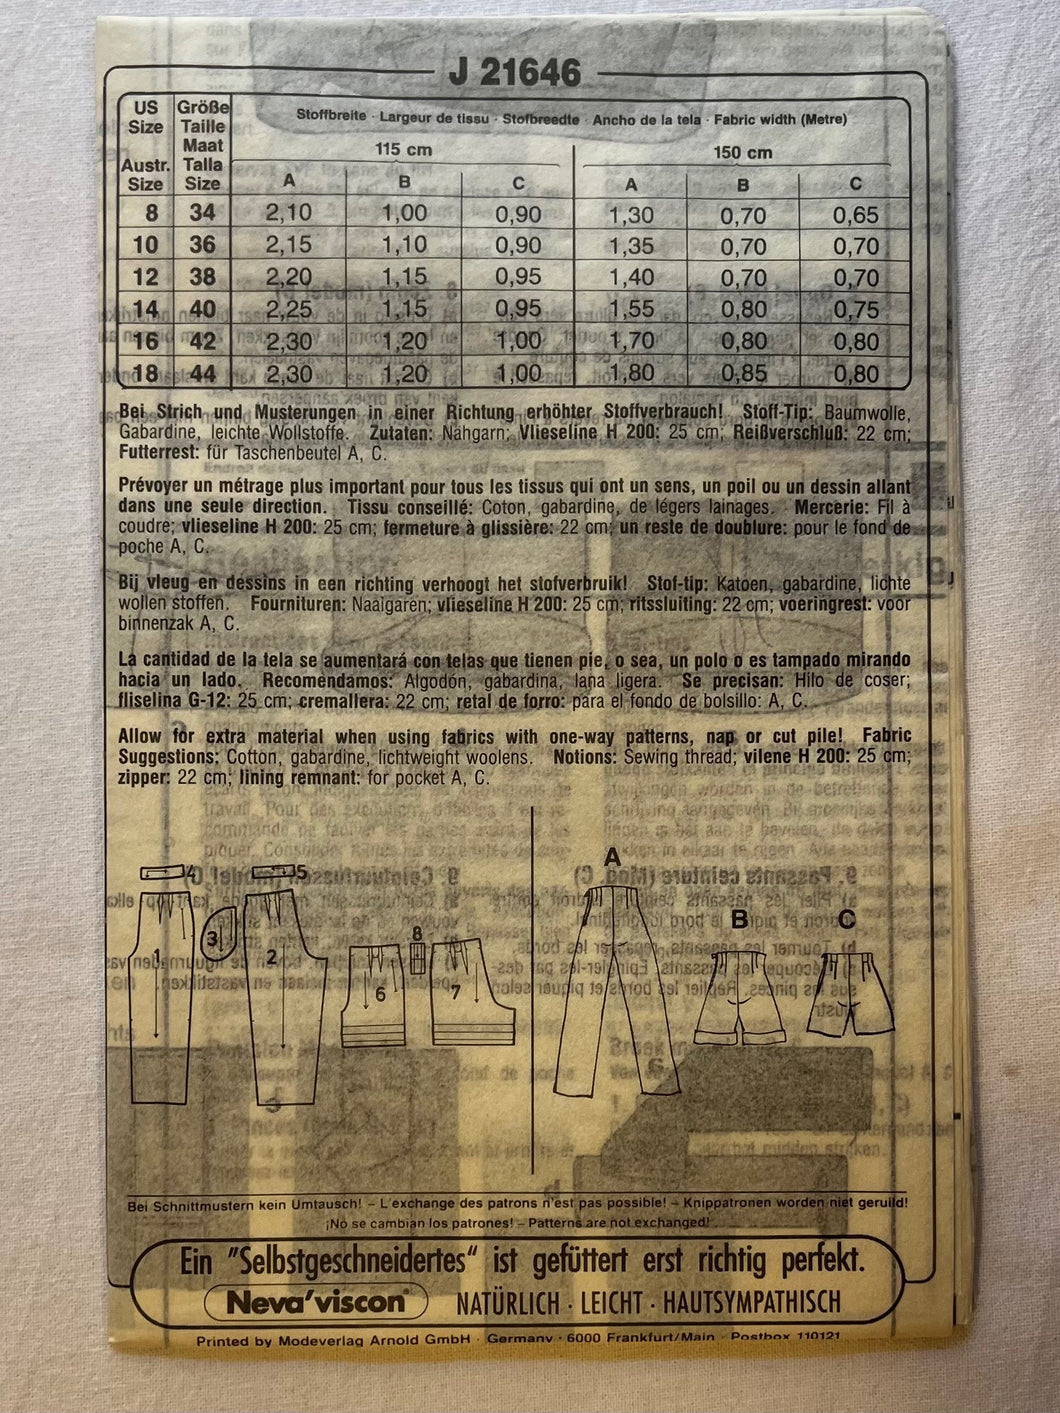 J 21646
US Size Größe Taille Maat Talla Size Stoffbreite · Largeur de tissu · Stofbreedte · Ancho de la tela · Fabric width (Metre)
Austr. Size 115 cm 150 cm
A B C A B C
8 34 2,10 1,00 0,90 1,30 0,70 0,65
10 36 2,15 1,10 0,90 1,35 0,70 0,70
12 38 2,20 1,15 0,95 1,40 0,70 0,70
14 40 2,25 1,15 0,95 1,55 0,80 0,75
16 42 2,30 1,20 1,00 1,70 0,80 0,80
18 44 2,30 1,20 1,00 1,80 0,85 0,80
Bei Strich und Musterungen in einer Richtung erhöhter Stoffverbrauch! Stoff-Tip: Baumwolle,
Gabardine, leichte Wollstoffe. Zutaten: Nähgarn; Vlieseline H 200: 25 cm; Reißverschluß: 22 cm;
Futterrest: für Taschenbeutel A, C.
Prévoyer un métrage plus important pour tous les tissus qui ont un sens, un poil ou un dessin allant
dans une seule direction. Tissu conseillé: Coton, gabardine, de légers lainages. Mercerie: Fil à
coudre; vlieseline H 200: 25 cm; fermeture à glissière: 22 cm; un reste de doublure: pour le fond de
poche A, C.
Bij vleug en dessins in een richting verhoogt het stofverbruik! Stof-tip: Katoen, gabardine, lichte
wollen stoffen. Fournituren: Naaigaren; vlieseline H 200: 25 cm; ritssluiting: 22 cm; voeringrest: voor
binnenzak A, C.
La cantidad de la tela se aumentará con telas que tienen pie, o sea, un polo o es tampado mirando
hacia un lado. Recomendamos: Algodón, gabardina, lana ligera. Se precisan: Hilo de coser;
fliselina G-12: 25 cm; cremallera: 22 cm; retal de forro: para el fondo de bolsillo: A, C.
Allow for extra material when using fabrics with one-way patterns, nap or cut pile! Fabric
Suggestions: Cotton, gabardine, lichtweight woolens. Notions: Sewing thread; vilene H 200: 25 cm;
zipper: 22 cm; lining remnant: for pocket A, C.
4 5
1 3 2 6 8 7
A
B C
Bei Schnittmustern kein Umtausch! – L'exchange des patrons n'est pas possible! – Knippatronen worden niet geruild!
¡No se cambian los patrones! – Patterns are not exchanged!
Ein "Selbstgeschneidertes" ist gefüttert erst richtig perfekt.
Neva'viscon® NATÜRLICH · LEICHT · HAUTSYMPATHISCH
Printed by Modeverlag Arnold GmbH · Germany · 6000 Frankfurt/Main · Postbox 110121